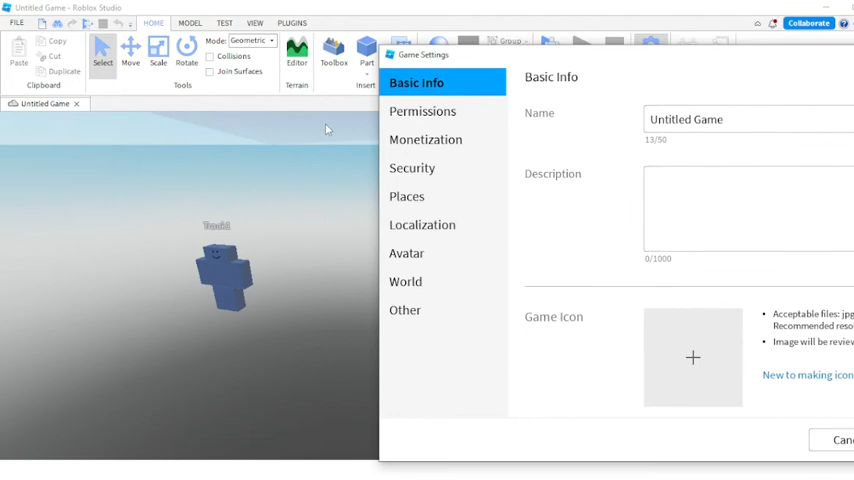 Untitled Game - Roblox Studio
FILE
HOME MODEL TEST VIEW PLUGINS
Collaborate
Paste
Copy
Cut
Duplicate
Clipboard
Select
Move
Scale
Rotate
Mode: Geometric
Collisions
Join Surfaces
Tools
Editor
Terrain
Toolbox
Part
Insert
Group
Untitled Game
Game Settings
Basic Info
Permissions
Monetization
Security
Places
Localization
Avatar
World
Other
Basic Info
Name
Untitled Game
13/50
Description
0/1000
Game Icon
Acceptable files: jpg
Recommended reso
Image will be review
New to making icon
Canc